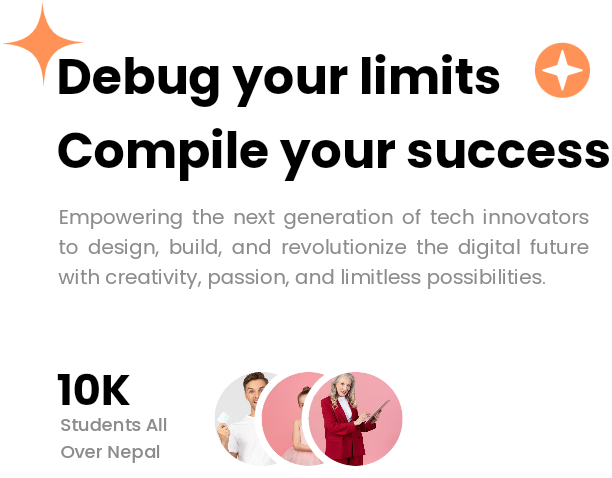 Debug your limits
Compile your success
Empowering the next generation of tech innovators
to design, build, and revolutionize the digital future
with creativity, passion, and limitless possibilities.
10K
Students All
Over Nepal